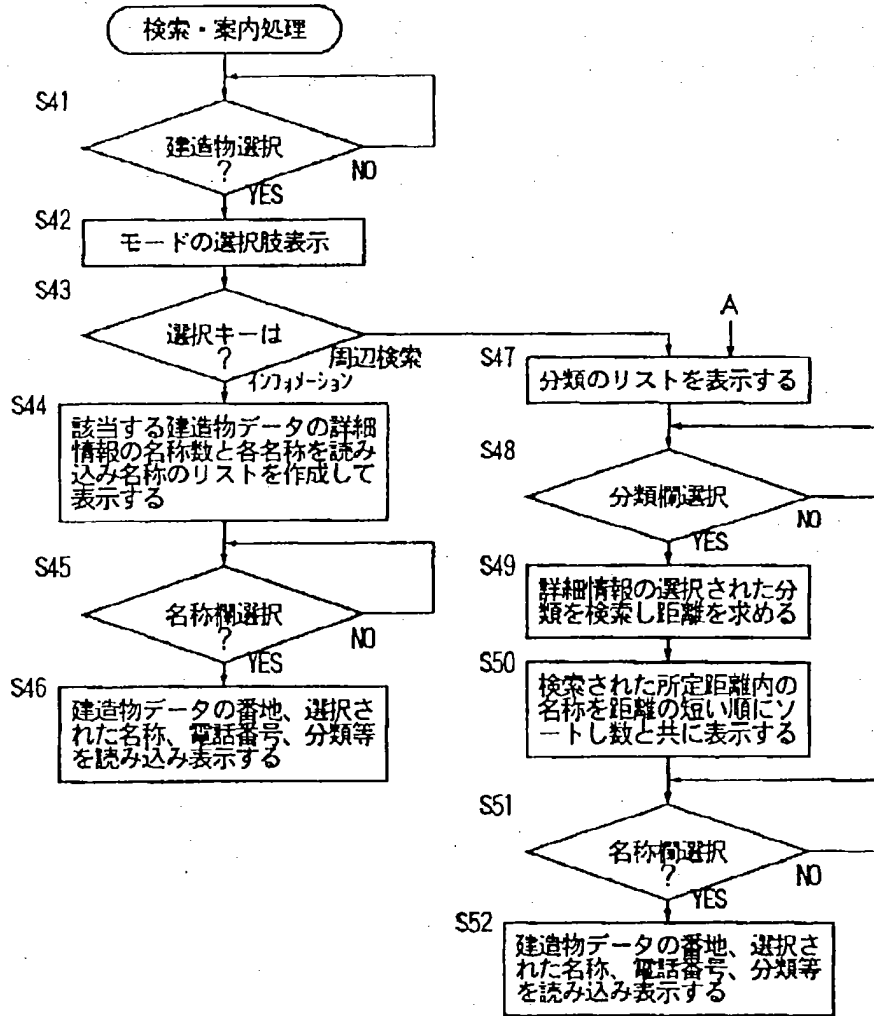 検索・案内処理
S41
建造物選択
?
NO
YES
S42
モードの選択肢表示
S43
選択キーは
?
周辺検索
インフォメーション
S44
該当する建造物データの詳細
情報の名称数と各名称を読み
込み名称のリストを作成して
表示する
S45
名称欄選択
?
NO
YES
S46
建造物データの番地、選択さ
れた名称、電話番号、分類等
を読み込み表示する
A
S47
分類のリストを表示する
S48
分類欄選択
?
NO
YES
S49
詳細情報の選択された分
類を検索し距離を求める
S50
検索された所定距離内の
名称を距離の短い順にソ
ートし数と共に表示する
S51
名称欄選択
?
NO
YES
S52
建造物データの番地、選択さ
れた名称、電話番号、分類等
を読み込み表示する